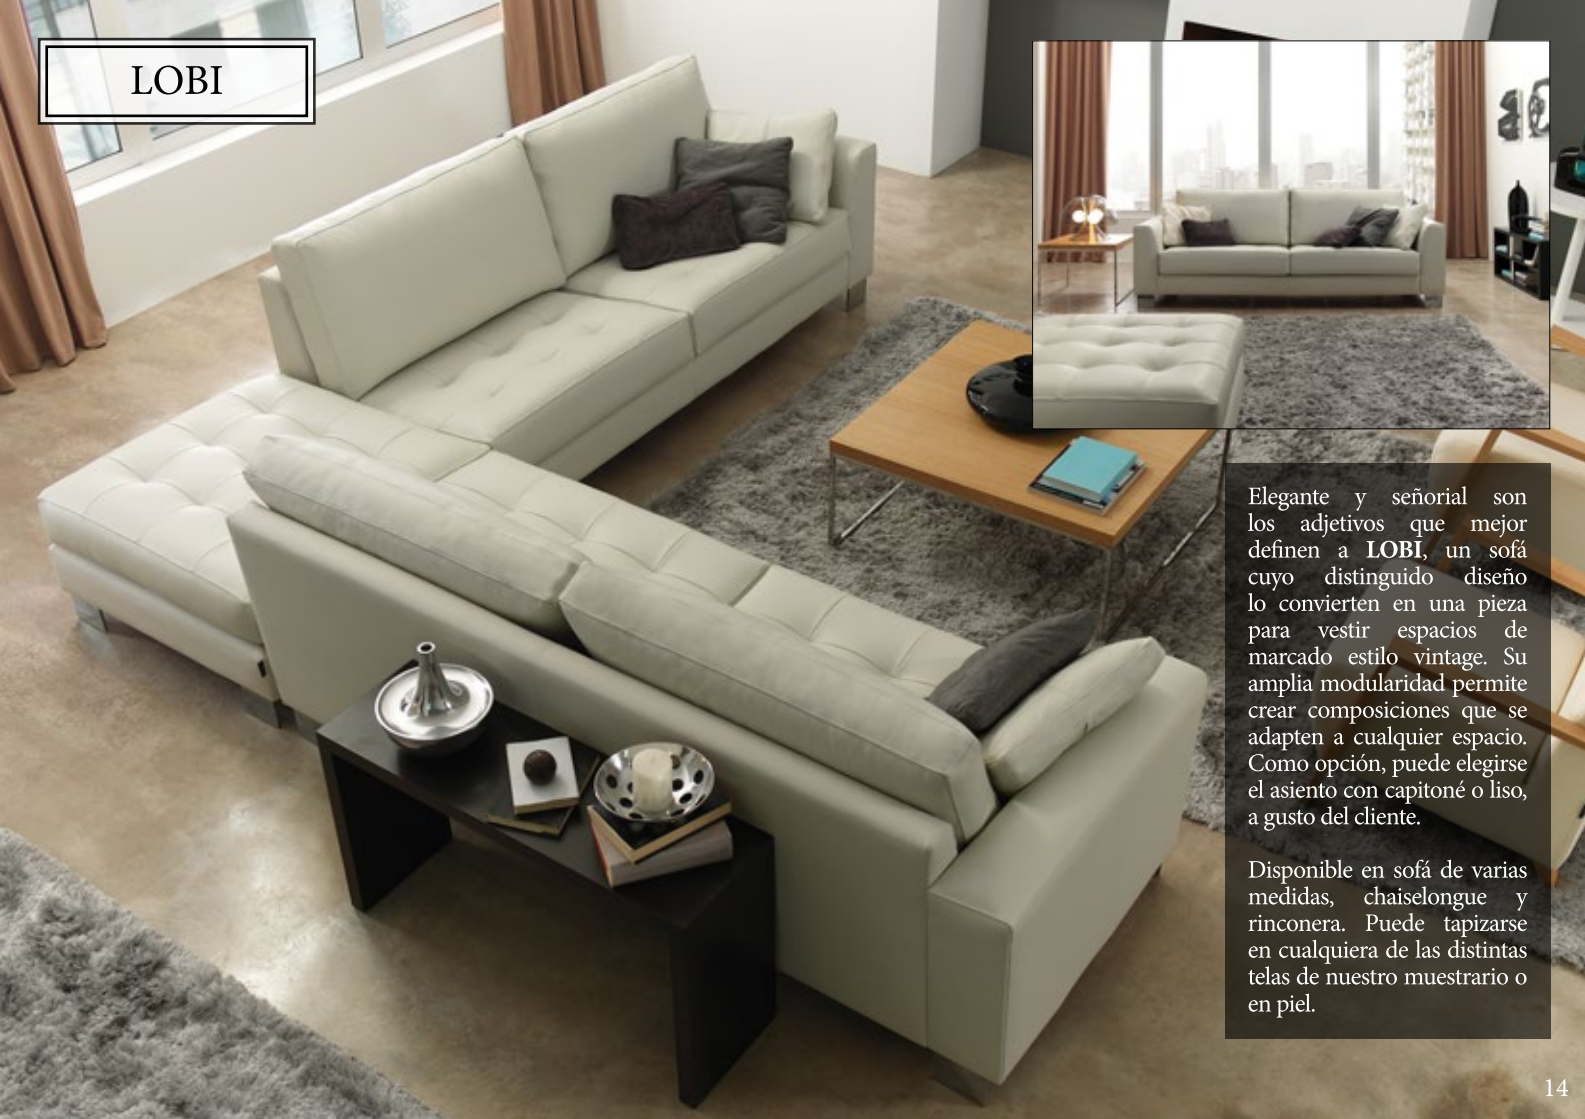 LOBI
Elegante y señorial son
los adjetivos que mejor
definen a LOBI, un sofá
cuyo distinguido diseño
lo convierten en una pieza
para vestir espacios de
marcado estilo vintage. Su
amplia modularidad permite
crear composiciones que se
adapten a cualquier espacio.
Como opción, puede elegirse
el asiento con capitoné o liso,
a gusto del cliente.
Disponible en sofá de varias
medidas, chaiselongue y
rinconera. Puede tapizarse
en cualquiera de las distintas
telas de nuestro muestrario o
en piel.
14